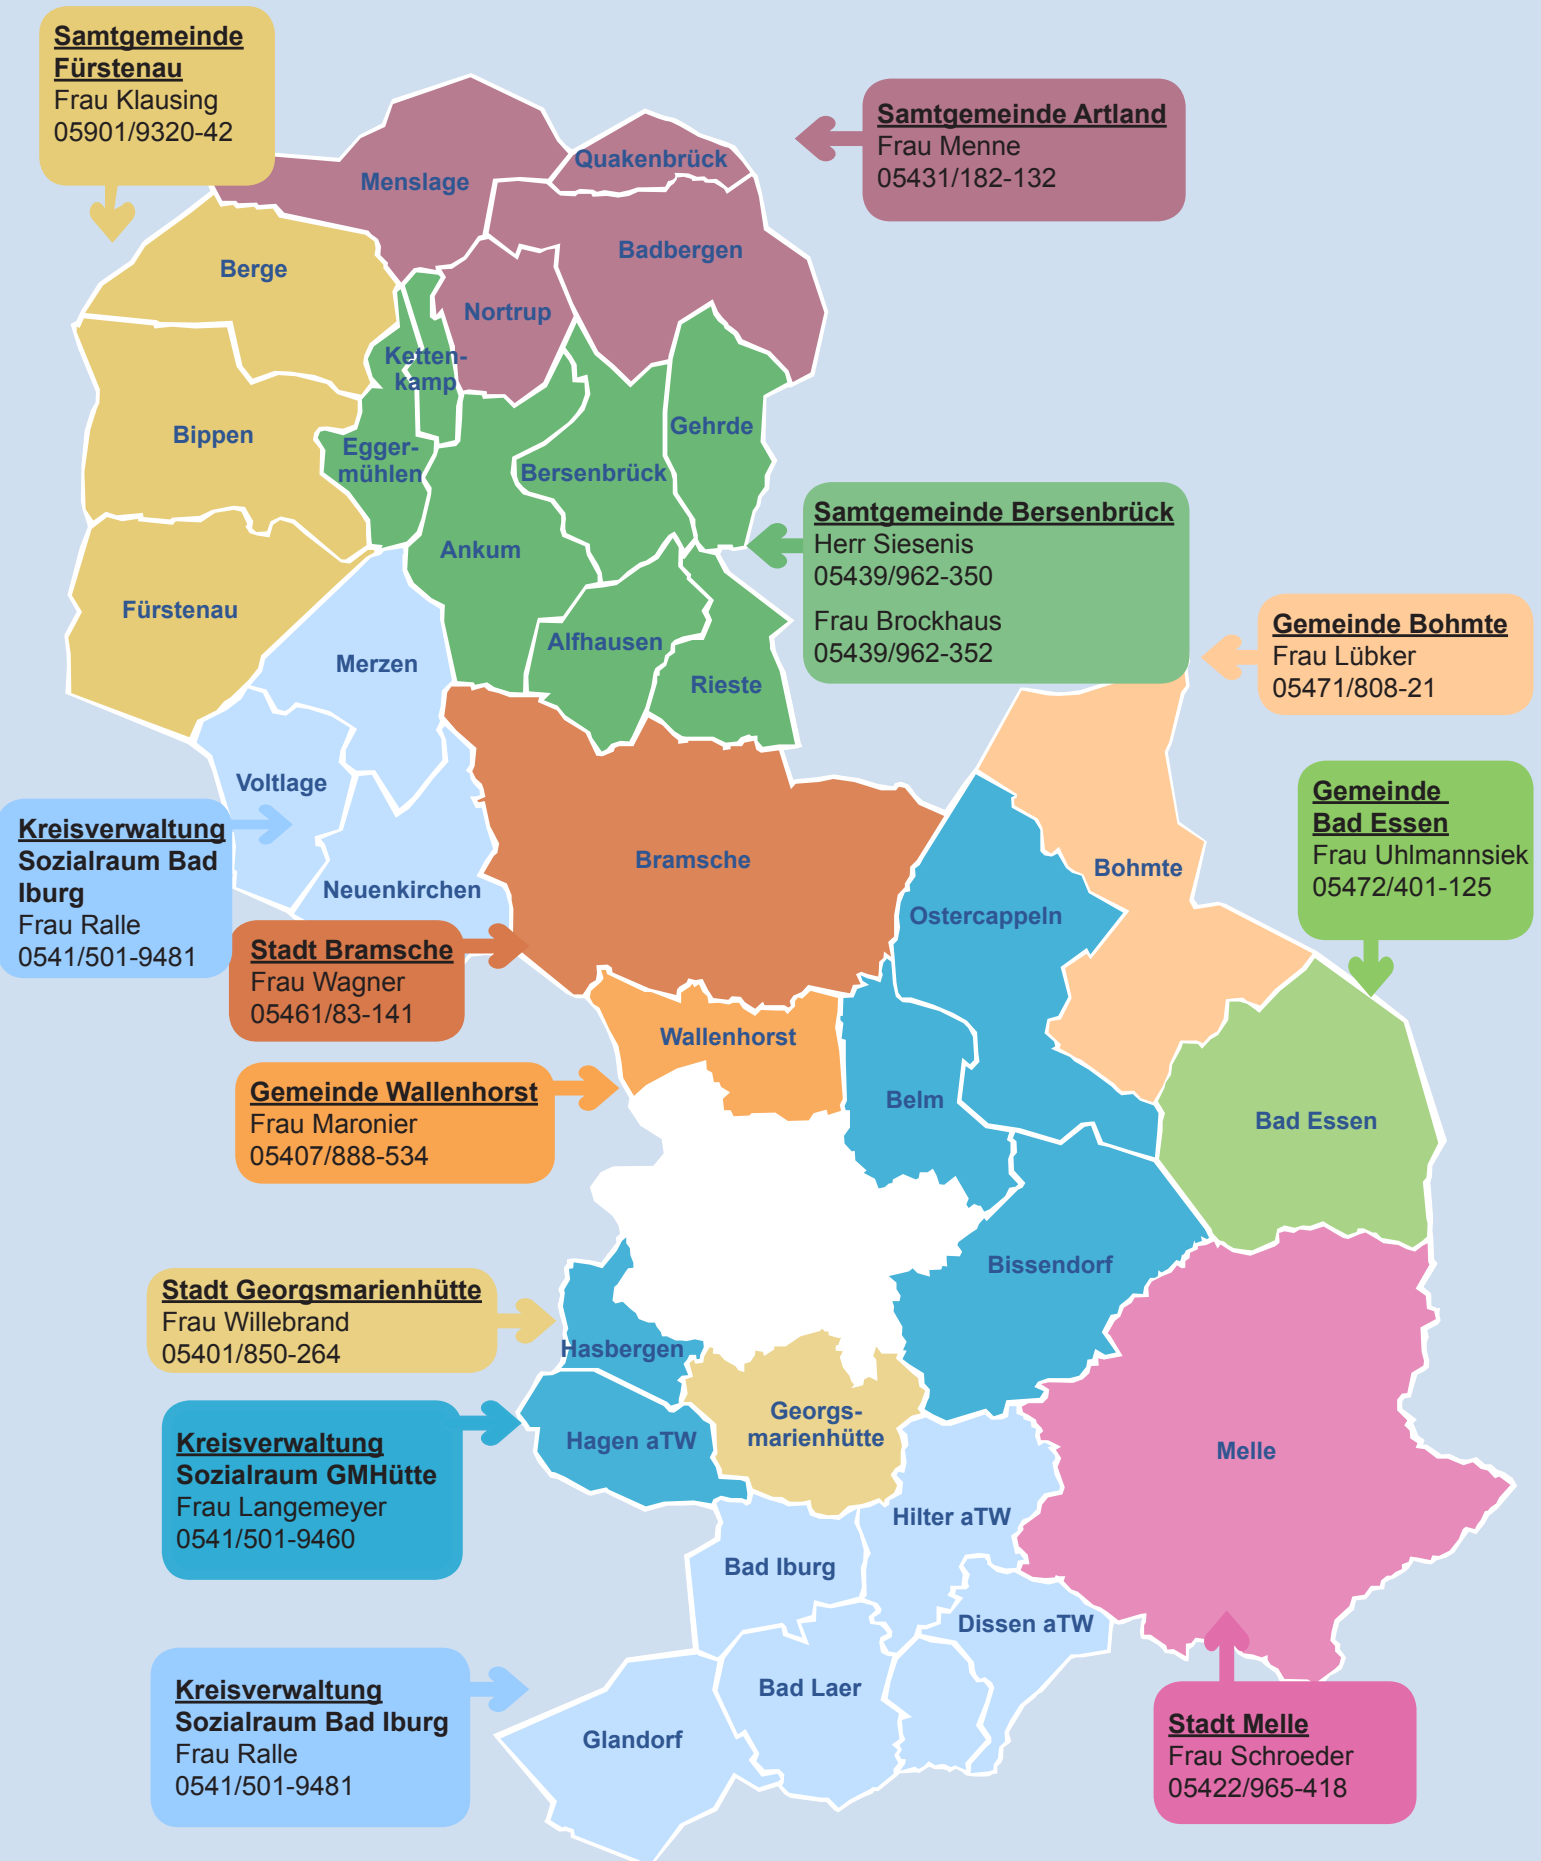 Samtgemeinde
Fürstenau
Frau Klausing
05901/9320-42
Samtgemeinde Artland
Frau Menne
05431/182-132
Quakenbrück
Menslage
Badbergen
Berge
Nortrup
Ketten-
kamp
Gehrde
Bippen
Egger-
mühlen
Bersenbrück
Samtgemeinde Bersenbrück
Herr Siesenis
05439/962-350
Frau Brockhaus
05439/962-352
Ankum
Fürstenau
Alfhausen
Merzen
Rieste
Gemeinde Bohmte
Frau Lübker
05471/808-21
Voltlage
Gemeinde
Bad Essen
Frau Uhlmannsiek
05472/401-125
Kreisverwaltung
Sozialraum Bad
Iburg
Frau Ralle
0541/501-9481
Bramsche
Bohmte
Neuenkirchen
Ostercappeln
Stadt Bramsche
Frau Wagner
05461/83-141
Wallenhorst
Gemeinde Wallenhorst
Frau Maronier
05407/888-534
Belm
Bad Essen
Bissendorf
Stadt Georgsmarienhütte
Frau Willebrand
05401/850-264
Hasbergen
Georgs-
marienhütte
Hagen aTW
Melle
Kreisverwaltung
Sozialraum GMHütte
Frau Langemeyer
0541/501-9460
Hilter aTW
Bad Iburg
Dissen aTW
Bad Laer
Glandorf
Kreisverwaltung
Sozialraum Bad Iburg
Frau Ralle
0541/501-9481
Stadt Melle
Frau Schroeder
05422/965-418